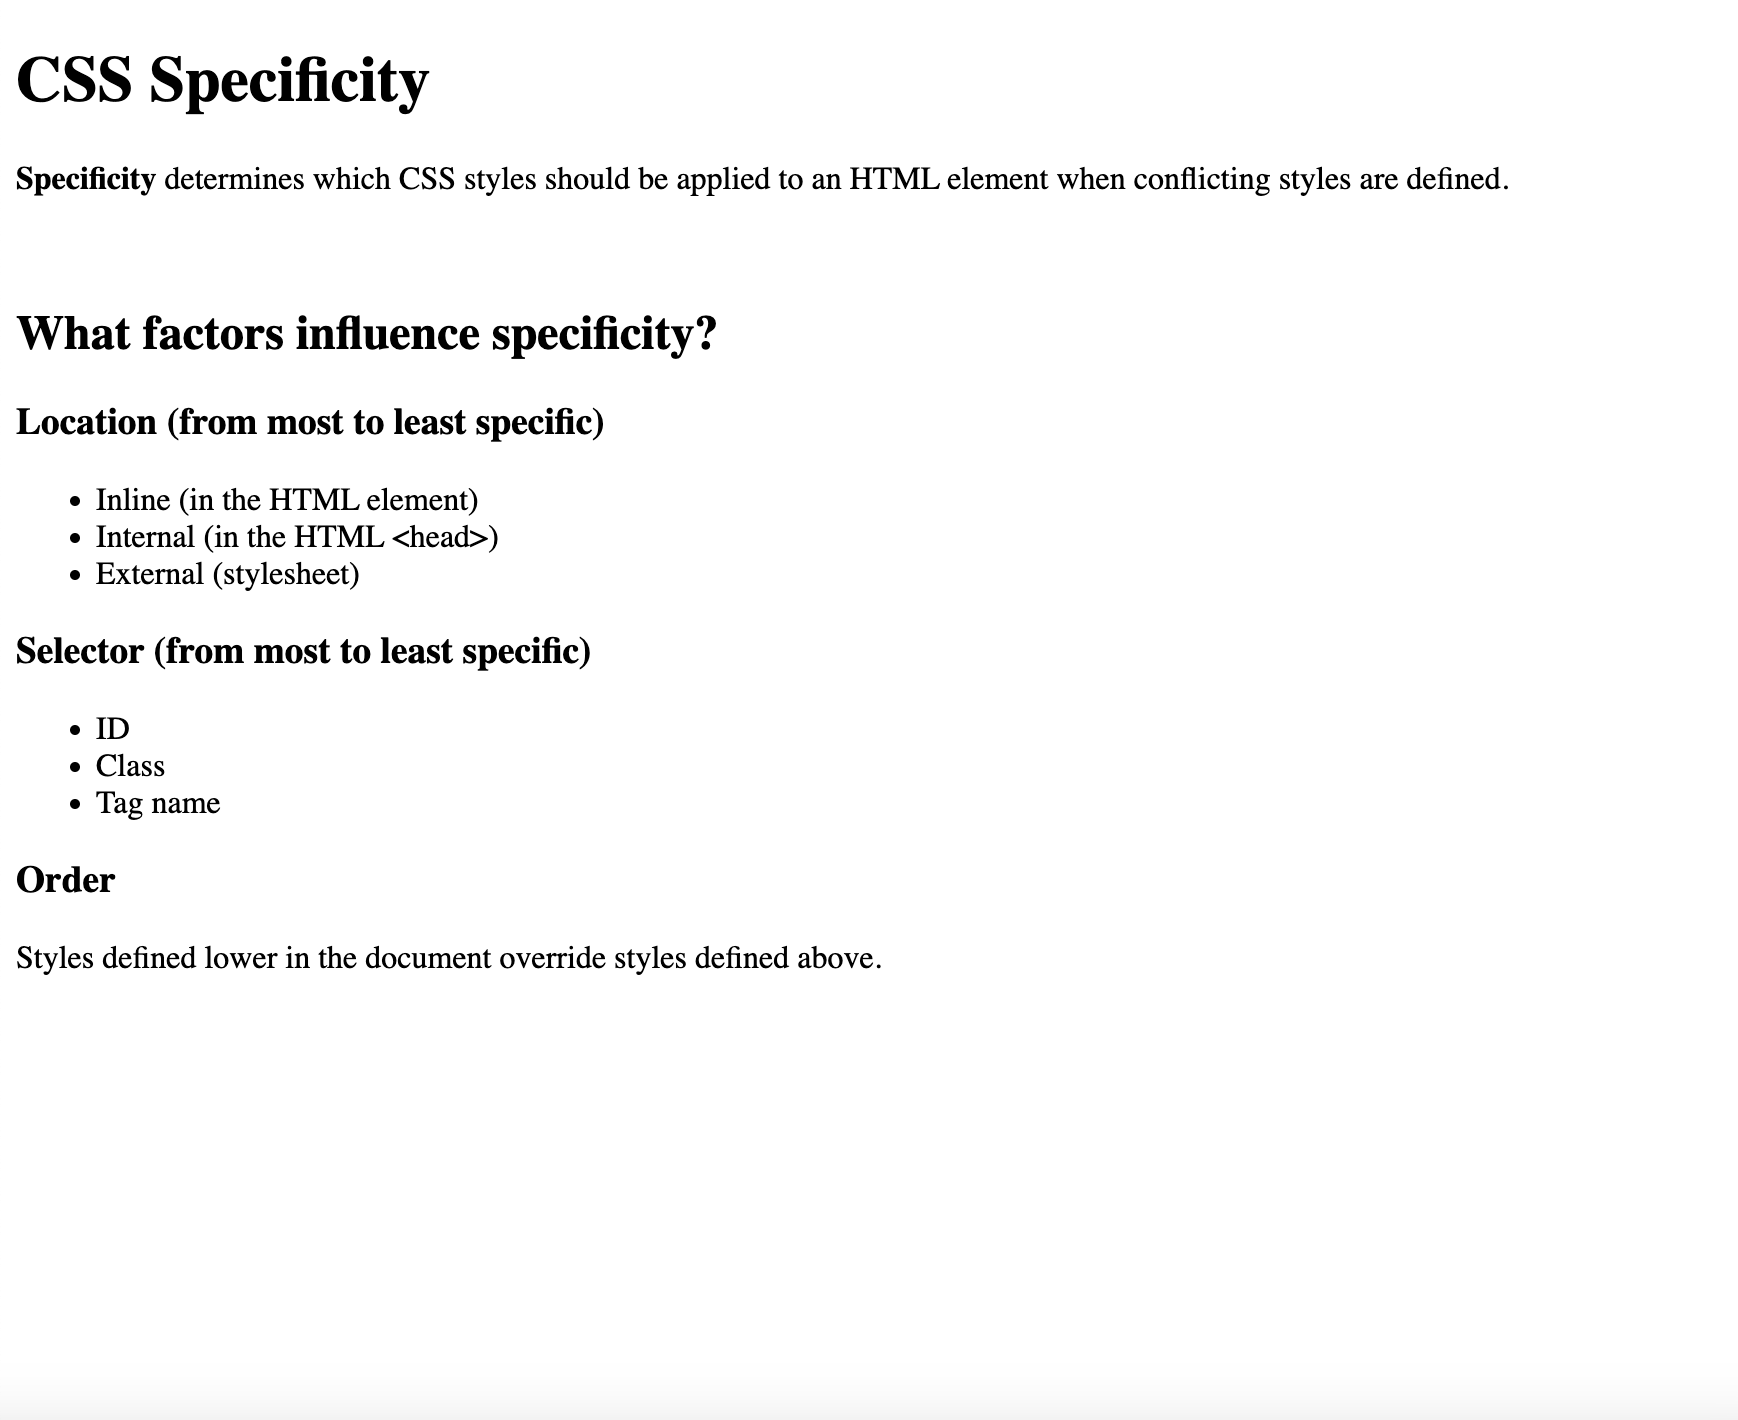 CSS Specificity
Specificity determines which CSS styles should be applied to an HTML element when conflicting styles are defined.
What factors influence specificity?
Location (from most to least specific)
• Inline (in the HTML element)
• Internal (in the HTML <head>)
• External (stylesheet)
Selector (from most to least specific)
• ID
• Class
• Tag name
Order
Styles defined lower in the document override styles defined above.